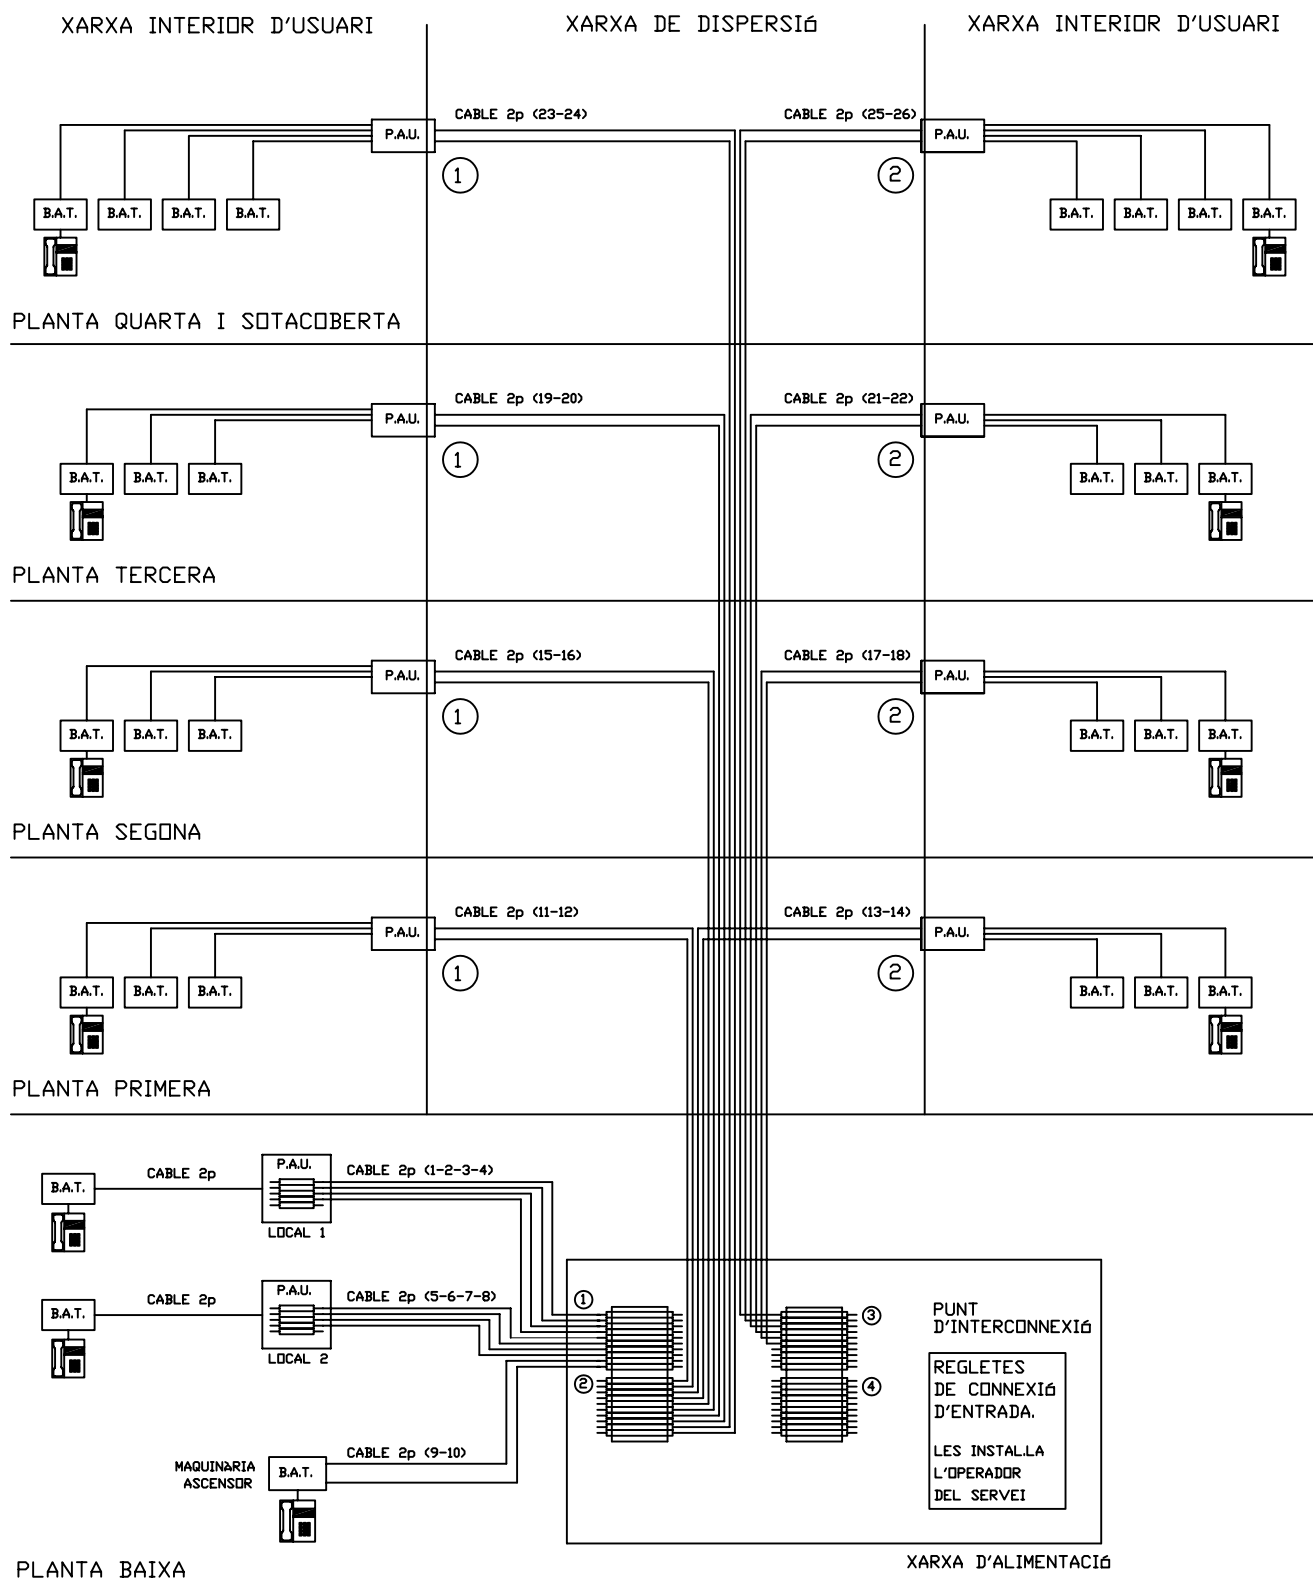 XARXA INTERIOR D'USUARI
XARXA DE DISPERSIó
XARXA INTERIOR D'USUARI
CABLE 2p (23-24)
CABLE 2p (25-26)
P.A.U.
P.A.U.
1
2
B.A.T.
B.A.T.
B.A.T.
B.A.T.
B.A.T.
B.A.T.
B.A.T.
B.A.T.
PLANTA QUARTA I SOTACOBERTA
CABLE 2p (19-20)
CABLE 2p (21-22)
P.A.U.
P.A.U.
1
2
B.A.T.
B.A.T.
B.A.T.
B.A.T.
B.A.T.
B.A.T.
PLANTA TERCERA
CABLE 2p (15-16)
CABLE 2p (17-18)
P.A.U.
P.A.U.
1
2
B.A.T.
B.A.T.
B.A.T.
B.A.T.
B.A.T.
B.A.T.
PLANTA SEGONA
CABLE 2p (11-12)
CABLE 2p (13-14)
P.A.U.
P.A.U.
1
2
B.A.T.
B.A.T.
B.A.T.
B.A.T.
B.A.T.
B.A.T.
PLANTA PRIMERA
B.A.T.
CABLE 2p
P.A.U.
LOCAL 1
CABLE 2p (1-2-3-4)
B.A.T.
CABLE 2p
P.A.U.
LOCAL 2
CABLE 2p (5-6-7-8)
1
2
3
4
PUNT
D'INTERCONNEXIó
REGLETES
DE CONNEXIó
D'ENTRADA.
LES INSTAL.LA
L'OPERADOR
DEL SERVEI
MAQUINàRIA
ASCENSOR
B.A.T.
CABLE 2p (9-10)
XARXA D'ALIMENTACIó
PLANTA BAIXA